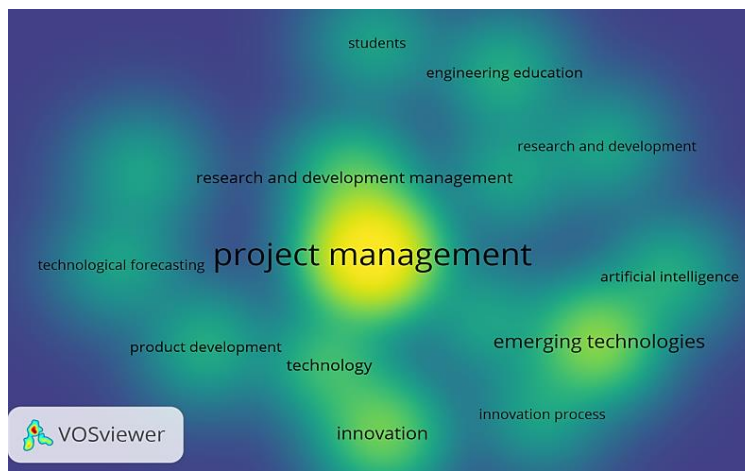 students
engineering education
research and development
research and development management
project management
technological forecasting
artificial intelligence
emerging technologies
product development
technology
innovation process
innovation
VOSviewer